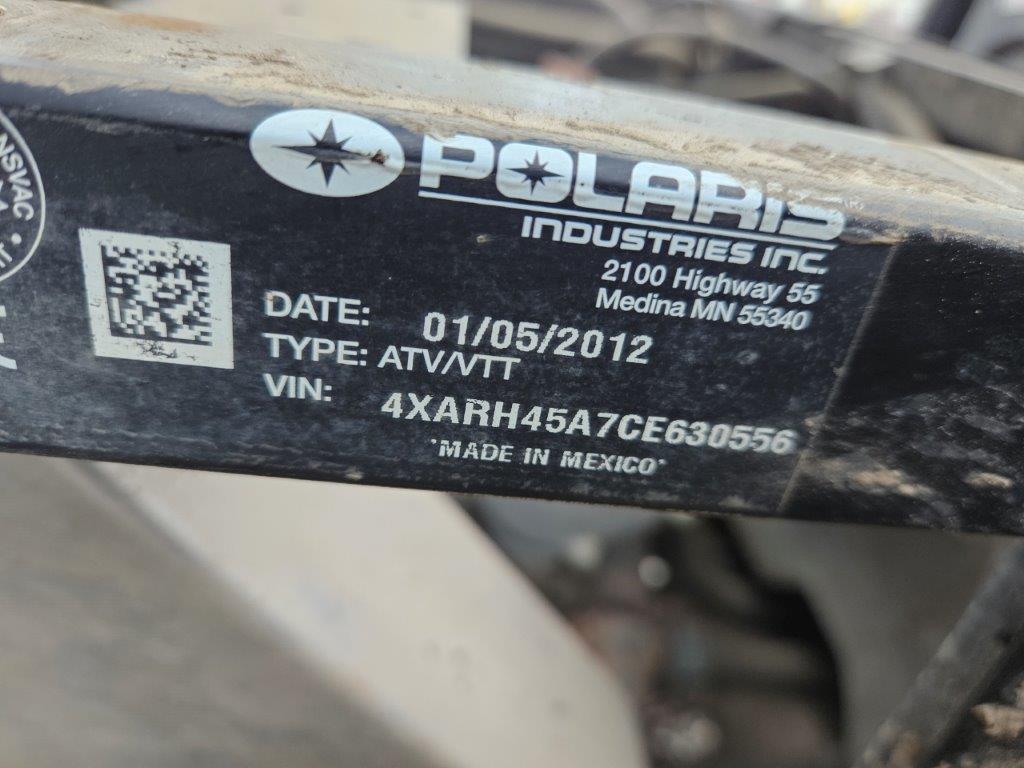 NSVAC •
POLARIS
INDUSTRIES INC.
2100 Highway 55
Medina MN 55340
DATE: 01/05/2012
TYPE: ATV/VTT
VIN: 4XARH45A7CE630556
*MADE IN MEXICO*